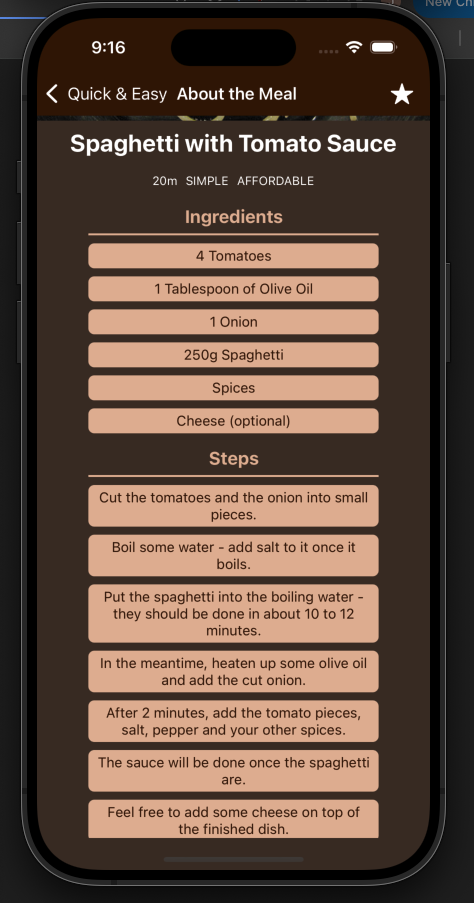 New Ch
9:16
Quick & Easy About the Meal
Spaghetti with Tomato Sauce
20m SIMPLE AFFORDABLE
Ingredients
4 Tomatoes
1 Tablespoon of Olive Oil
1 Onion
250g Spaghetti
Spices
Cheese (optional)
Steps
Cut the tomatoes and the onion into small
pieces.
Boil some water - add salt to it once it
boils.
Put the spaghetti into the boiling water -
they should be done in about 10 to 12
minutes.
In the meantime, heaten up some olive oil
and add the cut onion.
After 2 minutes, add the tomato pieces,
salt, pepper and your other spices.
The sauce will be done once the spaghetti
are.
Feel free to add some cheese on top of
the finished dish.